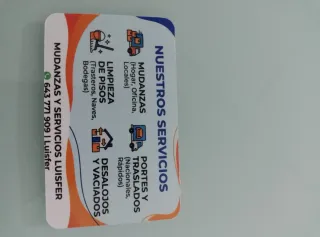 NUESTROS SERVICIOS
MUDANZAS
(Hogar, Oficina,
Locales)
PORTES Y
TRASLADOS
(Nacionales,
Rápidos)
LIMPIEZA
DE PISOS
(Trasteros, Naves,
Bodegas)
DESALOJOS
Y VACIADOS
MUDANZAS Y SERVICIOS LUISFER
643 771 909 | Luisfer